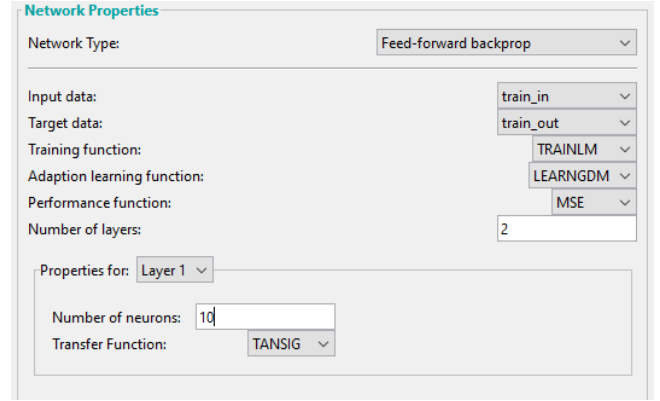 Network Properties
Network Type: Feed-forward backprop
Input data: train_in
Target data: train_out
Training function: TRAINLM
Adaption learning function: LEARNGDM
Performance function: MSE
Number of layers: 2
Properties for: Layer 1
Number of neurons: 10
Transfer Function: TANSIG